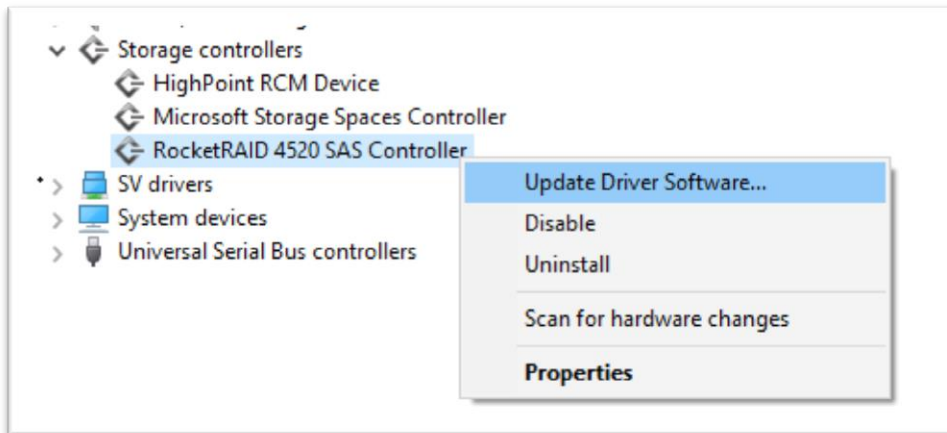 Storage controllers
HighPoint RCM Device
Microsoft Storage Spaces Controller
RocketRAID 4520 SAS Controller
SV drivers
System devices
Universal Serial Bus controllers
Update Driver Software...
Disable
Uninstall
Scan for hardware changes
Properties